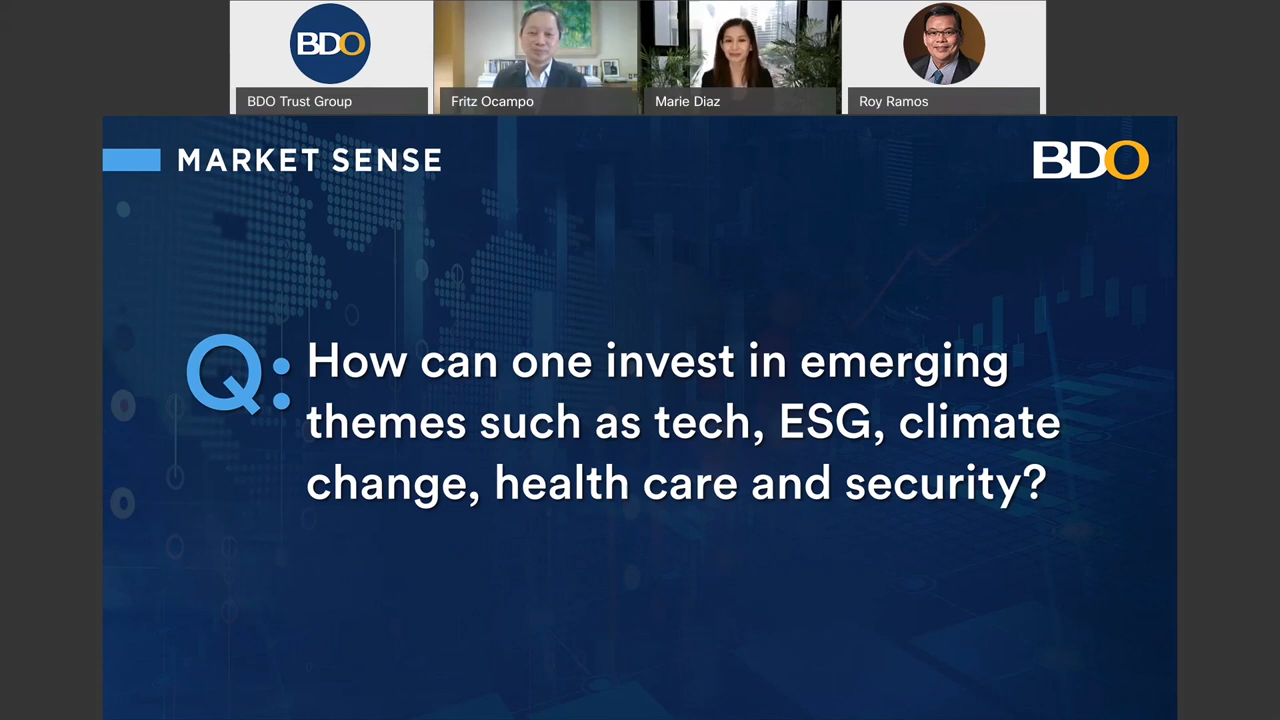 BDO
BDO Trust Group
Fritz Ocampo
Marie Diaz
Roy Ramos
MARKET SENSE
BDO
Q: How can one invest in emerging
themes such as tech, ESG, climate
change, health care and security?